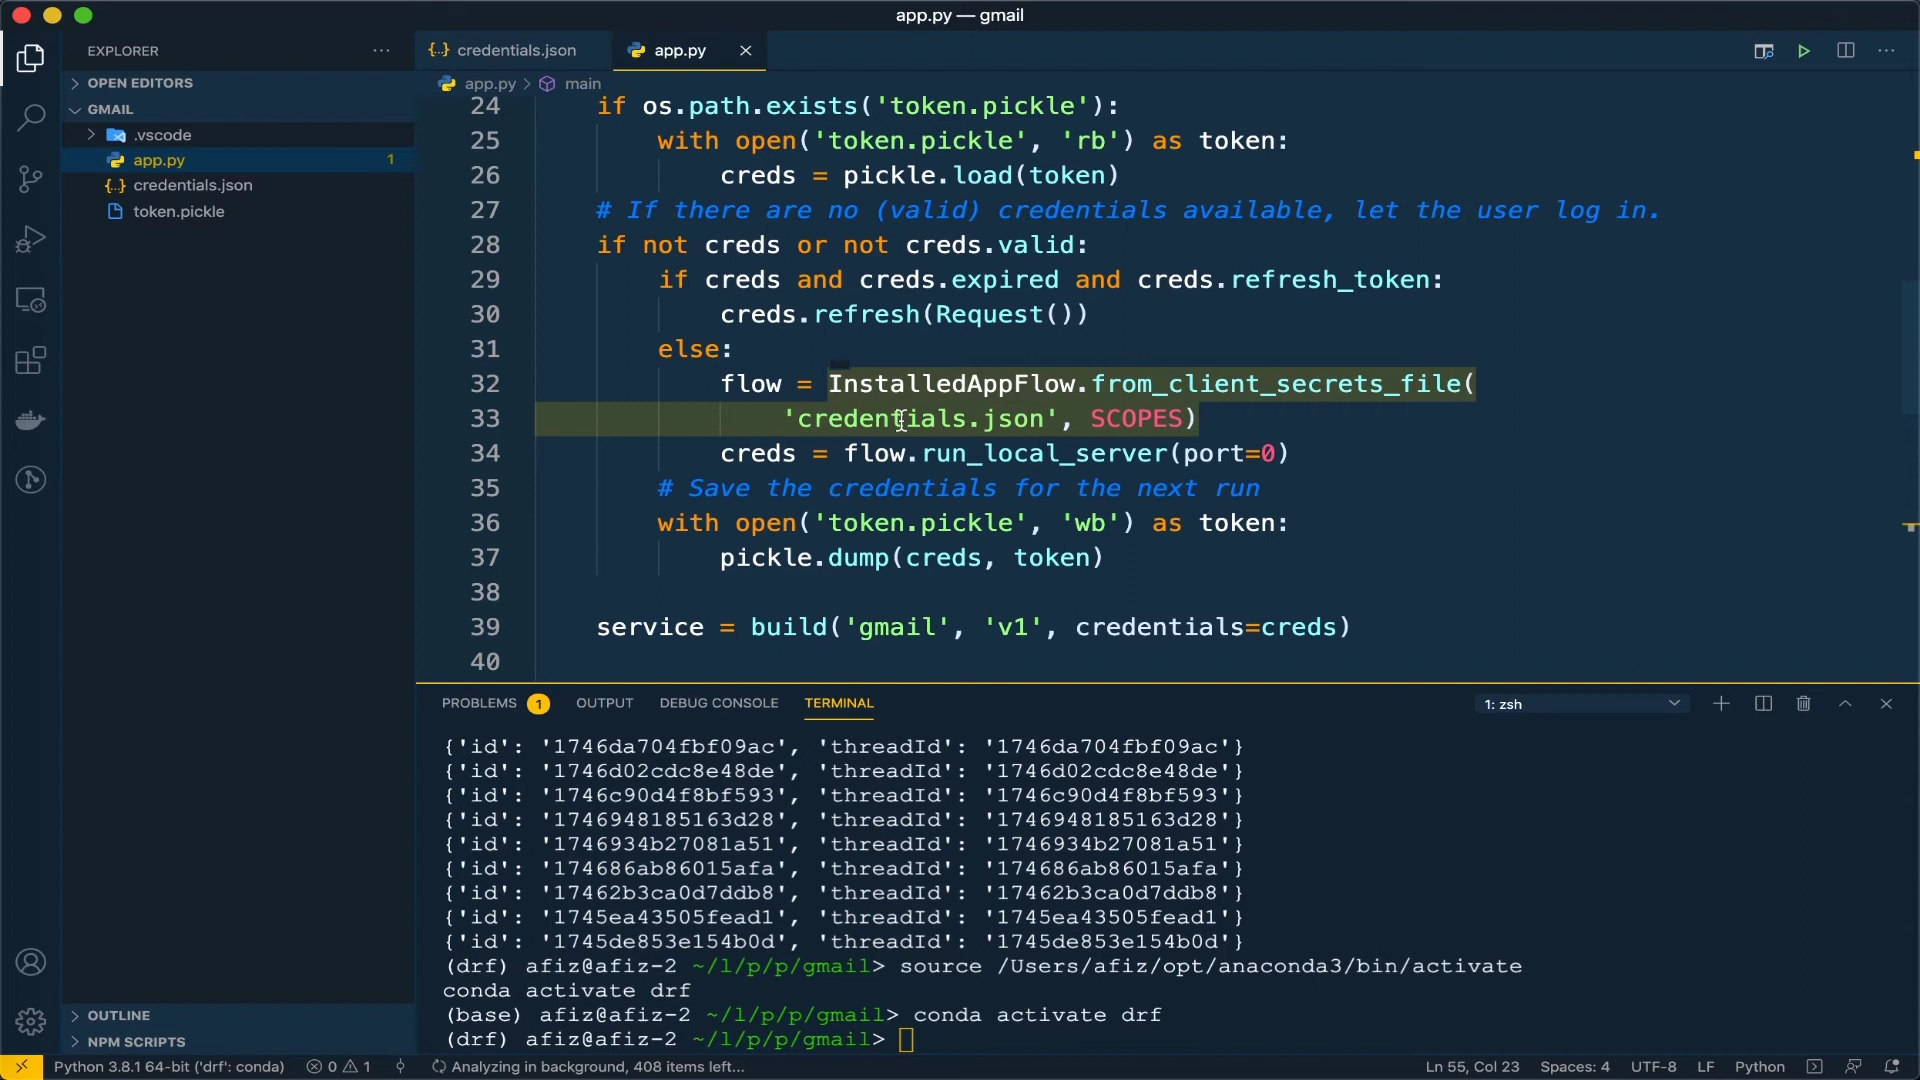 app.py — gmail
EXPLORER
OPEN EDITORS
GMAIL
.vscode
app.py 1
credentials.json
token.pickle
OUTLINE
NPM SCRIPTS
{..} credentials.json
app.py
app.py > main
24 if os.path.exists('token.pickle'):
25 with open('token.pickle', 'rb') as token:
26 creds = pickle.load(token)
27 # If there are no (valid) credentials available, let the user log in.
28 if not creds or not creds.valid:
29 if creds and creds.expired and creds.refresh_token:
30 creds.refresh(Request())
31 else:
32 flow = InstalledAppFlow.from_client_secrets_file(
33 'credentials.json', SCOPES)
34 creds = flow.run_local_server(port=0)
35 # Save the credentials for the next run
36 with open('token.pickle', 'wb') as token:
37 pickle.dump(creds, token)
38
39 service = build('gmail', 'v1', credentials=creds)
40
PROBLEMS 1 OUTPUT DEBUG CONSOLE TERMINAL 1: zsh
{'id': '1746da704fbf09ac', 'threadId': '1746da704fbf09ac'}
{'id': '1746d02cdc8e48de', 'threadId': '1746d02cdc8e48de'}
{'id': '1746c90d4f8bf593', 'threadId': '1746c90d4f8bf593'}
{'id': '1746948185163d28', 'threadId': '1746948185163d28'}
{'id': '1746934b27081a51', 'threadId': '1746934b27081a51'}
{'id': '174686ab86015afa', 'threadId': '174686ab86015afa'}
{'id': '17462b3ca0d7ddb8', 'threadId': '17462b3ca0d7ddb8'}
{'id': '1745ea43505fead1', 'threadId': '1745ea43505fead1'}
{'id': '1745de853e154b0d', 'threadId': '1745de853e154b0d'}
(drf) afiz@afiz-2 ~/l/p/p/gmail> source /Users/afiz/opt/anaconda3/bin/activate
conda activate drf
(base) afiz@afiz-2 ~/l/p/p/gmail> conda activate drf
(drf) afiz@afiz-2 ~/l/p/p/gmail>
Python 3.8.1 64-bit ('drf': conda) 0 1 Analyzing in background, 408 items left... Ln 55, Col 23 Spaces: 4 UTF-8 LF Python